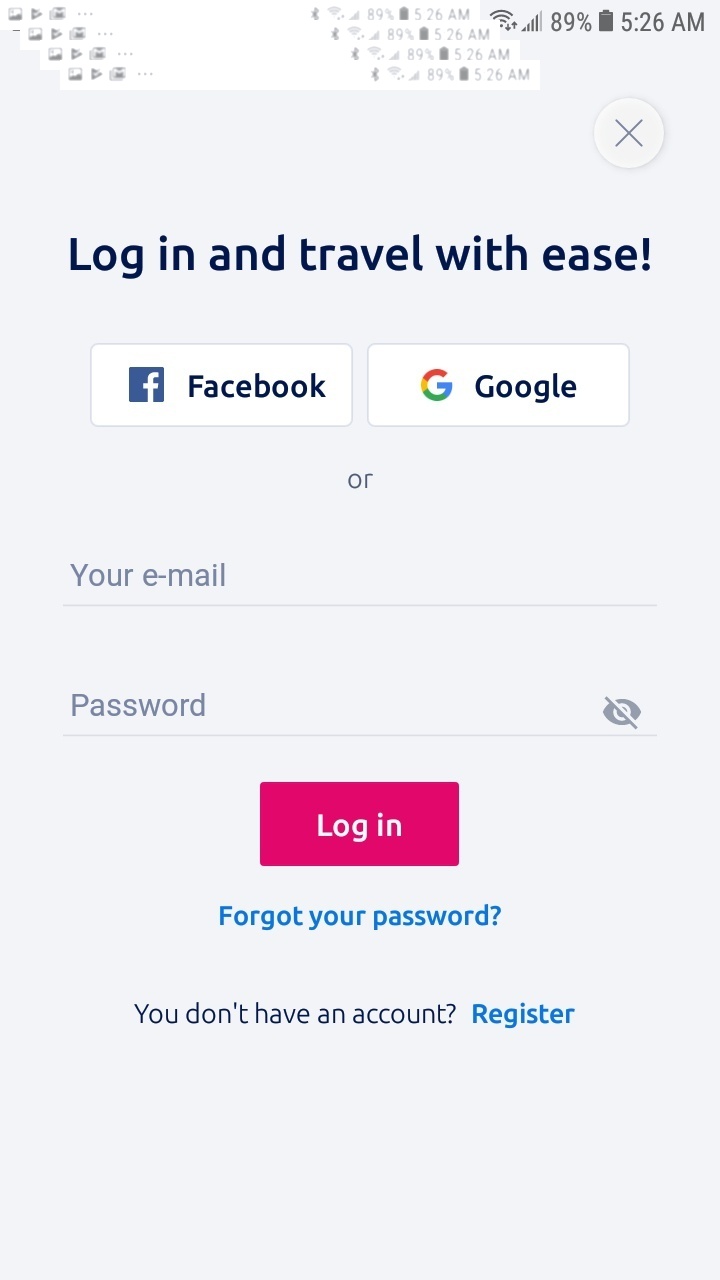 89% 5:26 AM
89% 5 26 AM
89% 5 26 AM
89% 5 26 AM
89% 5 26 AM
Log in and travel with ease!
Facebook Google
or
Your e-mail
Password
Log in
Forgot your password?
You don't have an account? Register